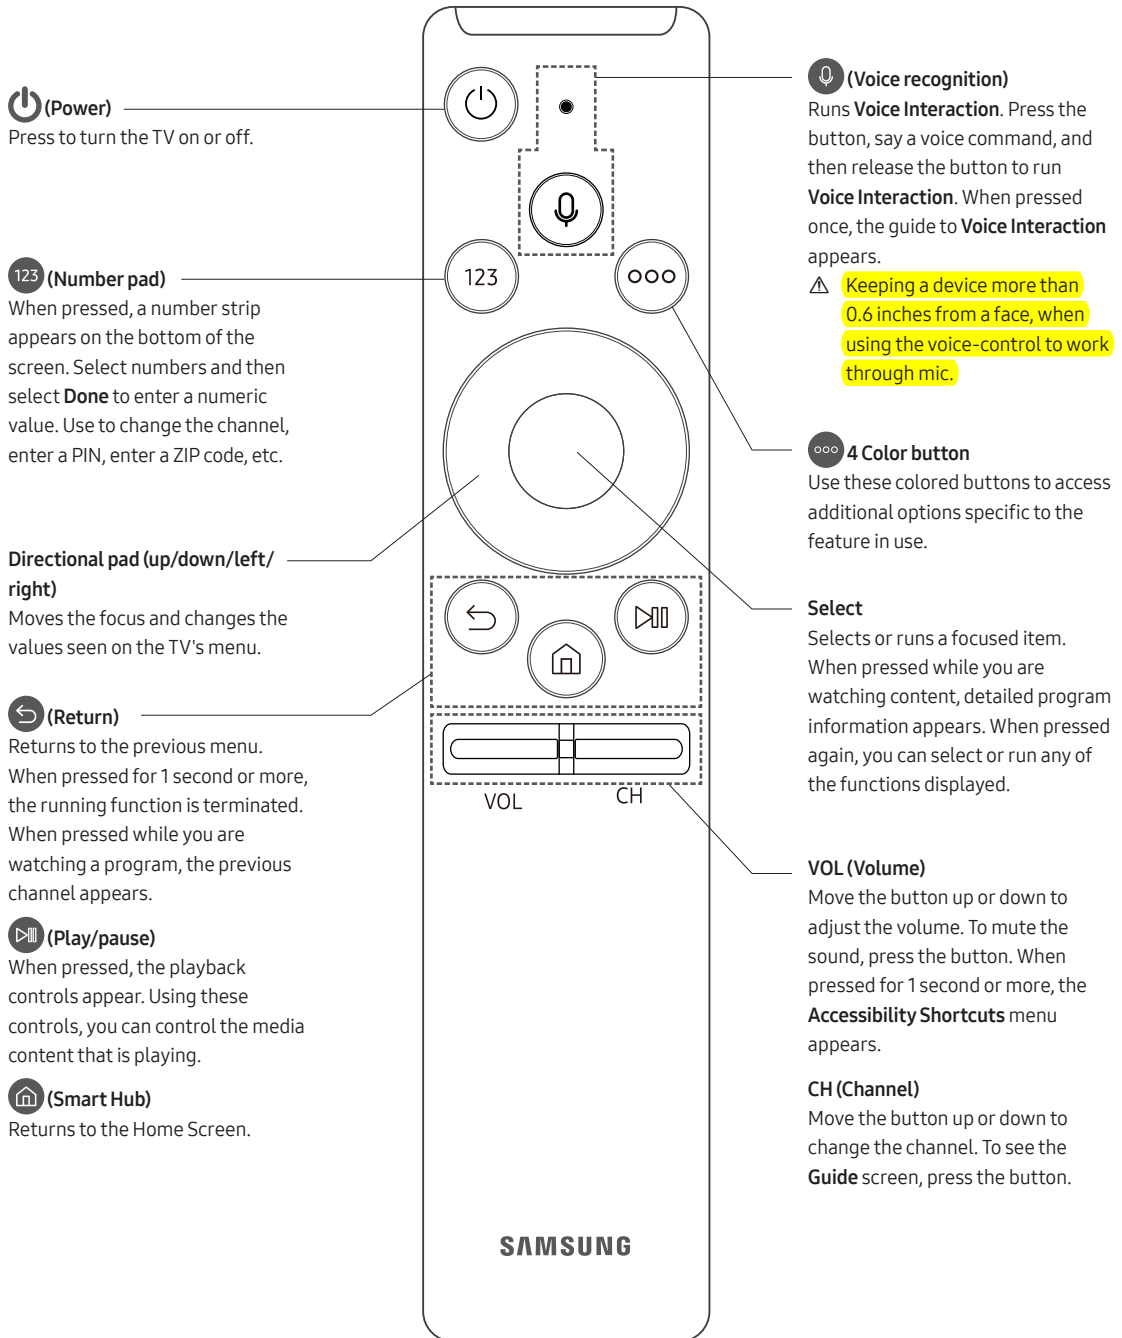 (Power)
Press to turn the TV on or off.
123 (Number pad)
When pressed, a number strip
appears on the bottom of the
screen. Select numbers and then
select Done to enter a numeric
value. Use to change the channel,
enter a PIN, enter a ZIP code, etc.
Directional pad (up/down/left/
right)
Moves the focus and changes the
values seen on the TV's menu.
(Return)
Returns to the previous menu.
When pressed for 1 second or more,
the running function is terminated.
When pressed while you are
watching a program, the previous
channel appears.
(Play/pause)
When pressed, the playback
controls appear. Using these
controls, you can control the media
content that is playing.
(Smart Hub)
Returns to the Home Screen.
123
VOL
CH
SAMSUNG
(Voice recognition)
Runs Voice Interaction. Press the
button, say a voice command, and
then release the button to run
Voice Interaction. When pressed
once, the guide to Voice Interaction
appears.
Keeping a device more than
0.6 inches from a face, when
using the voice-control to work
through mic.
4 Color button
Use these colored buttons to access
additional options specific to the
feature in use.
Select
Selects or runs a focused item.
When pressed while you are
watching content, detailed program
information appears. When pressed
again, you can select or run any of
the functions displayed.
VOL (Volume)
Move the button up or down to
adjust the volume. To mute the
sound, press the button. When
pressed for 1 second or more, the
Accessibility Shortcuts menu
appears.
CH (Channel)
Move the button up or down to
change the channel. To see the
Guide screen, press the button.